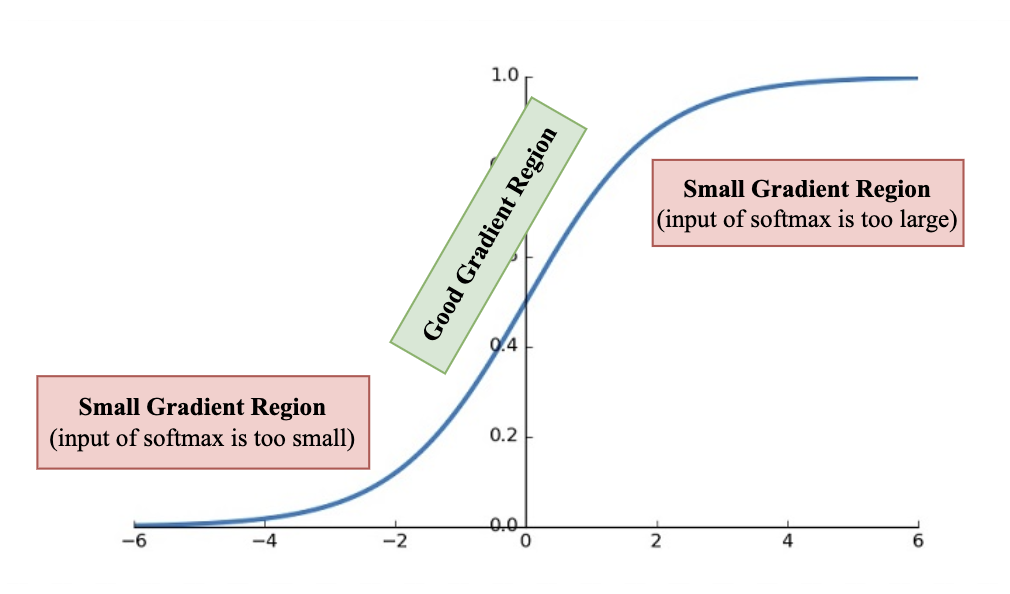 1.0
Good Gradient Region
Small Gradient Region
(input of softmax is too large)
0.4
Small Gradient Region
(input of softmax is too small)
0.2
0.0
−6
−4
−2
0
2
4
6